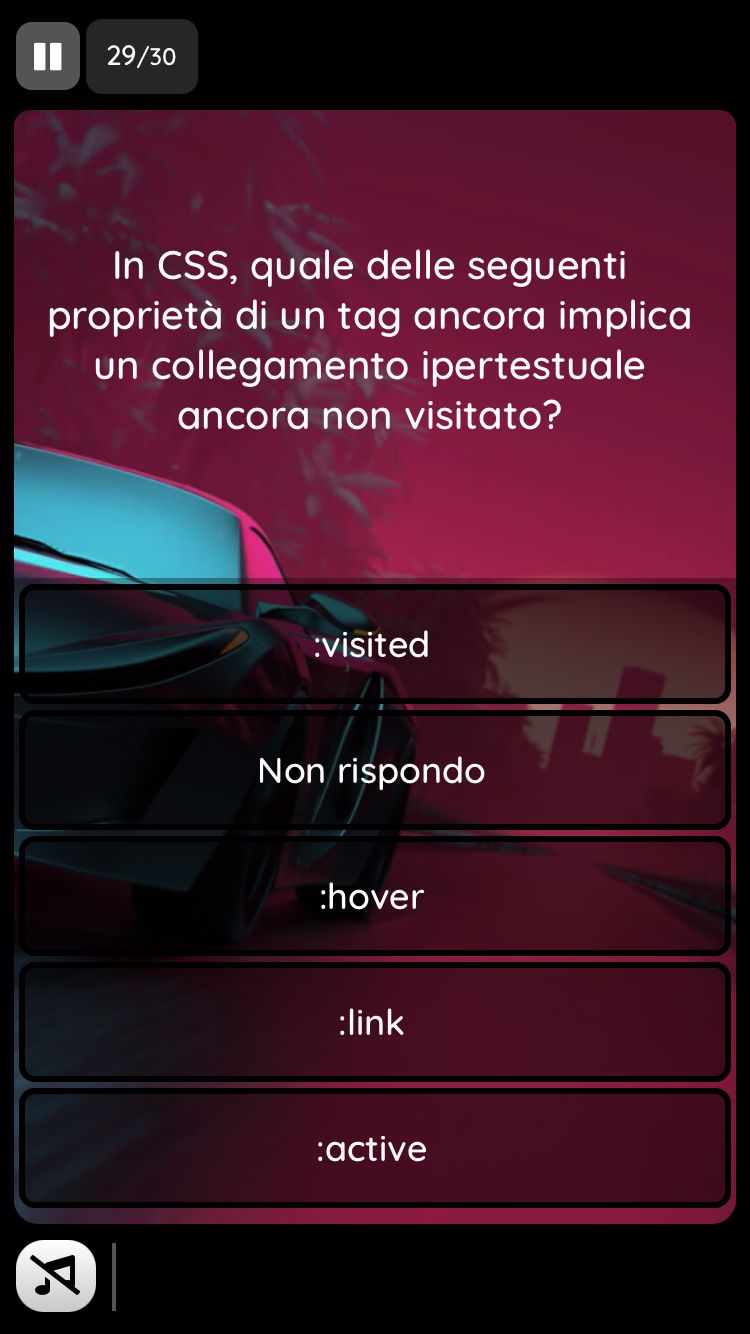 29/30
In CSS, quale delle seguenti
proprietà di un tag ancora implica
un collegamento ipertestuale
ancora non visitato?
:visited
Non rispondo
:hover
:link
:active